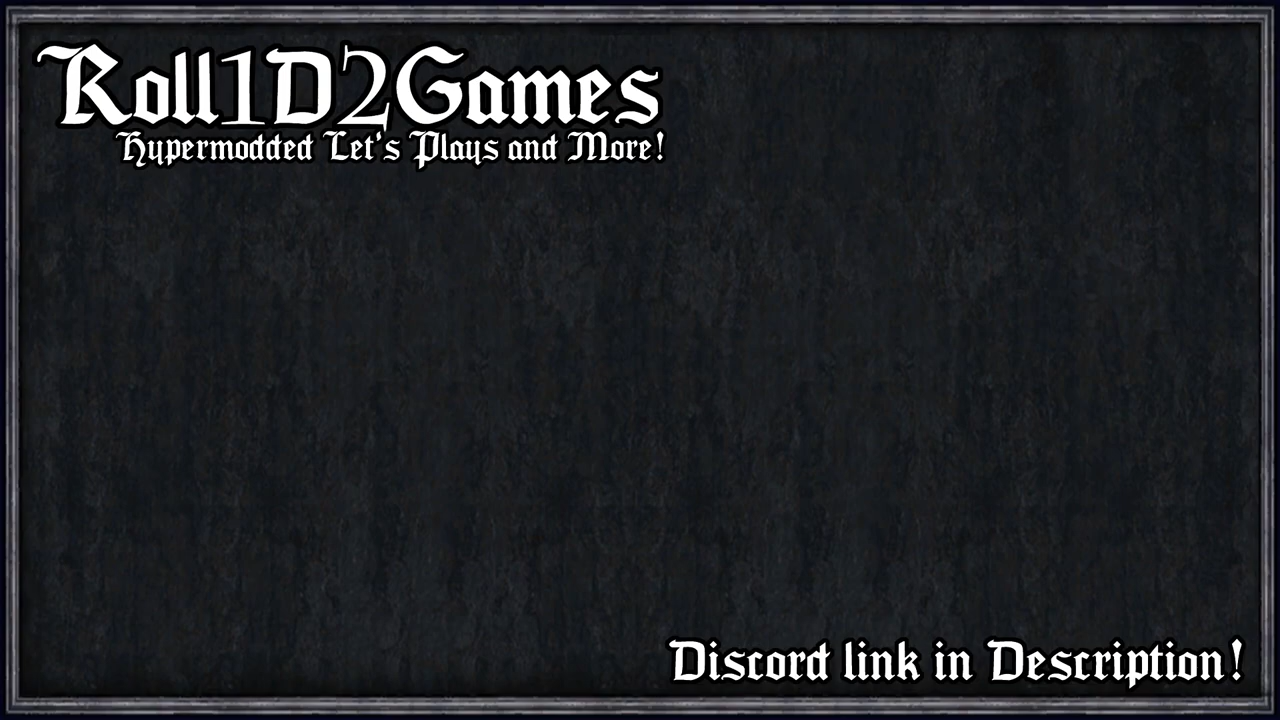 Roll1D2Games
Hypermodded Let's Plays and More!
Discord link in Description!